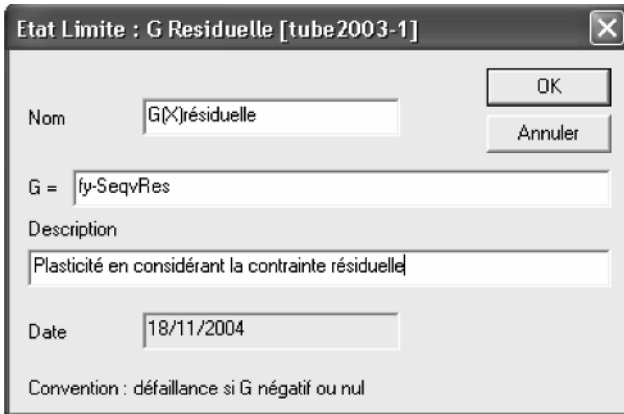 Etat Limite : G Residuelle [tube2003-1]
OK
Nom G(X)résiduelle
Annuler
G = fy-SeqvRes
Description
Plasticité en considérant la contrainte résiduelle
Date 18/11/2004
Convention : défaillance si G négatif ou nul